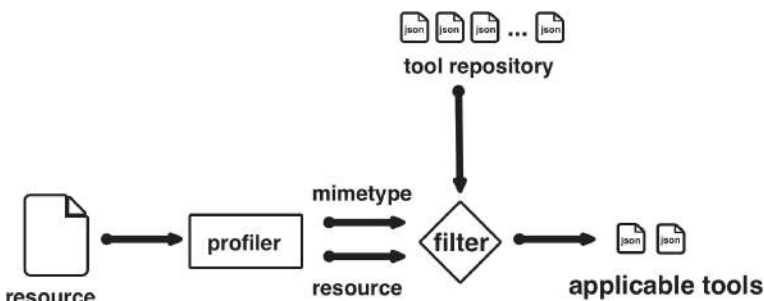 json json json ... json
tool repository
mimetype
profiler
filter
json json
resource
resource
applicable tools